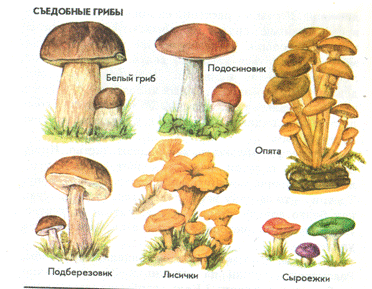 СЪЕДОБНЫЕ ГРИБЫ
Белый гриб
Подосиновик
Опята
Подберезовик
Лисички
Сыроежки